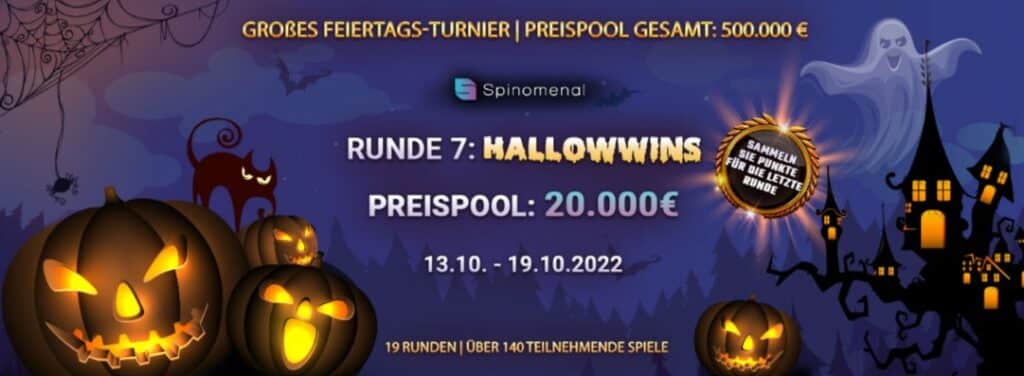 GROßES FEIERTAGS-TURNIER | PREISPOOL GESAMT: 500.000 €
Spinomenal
RUNDE 7: HALLOWWINS
SAMMELN
SIE PUNKTE
FÜR DIE LETZTE
RUNDE
PREISPOOL: 20.000€
13.10. - 19.10.2022
19 RUNDEN | ÜBER 140 TEILNEHMENDE SPIELE